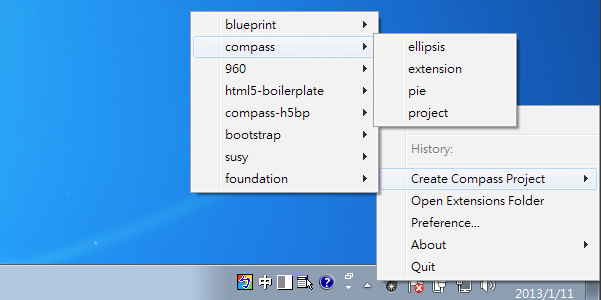 blueprint
compass
960
html5-boilerplate
compass-h5bp
bootstrap
susy
foundation
ellipsis
extension
pie
project
History:
Create Compass Project
Open Extensions Folder
Preference...
About
Quit
中
2013/1/11